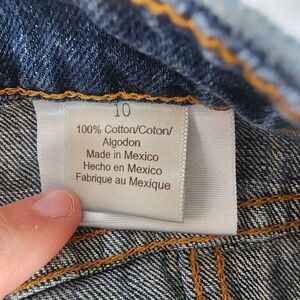 10
100% Cotton/Coton/
Algodon
Made in Mexico
Hecho en Mexico
Fabrique au Mexique